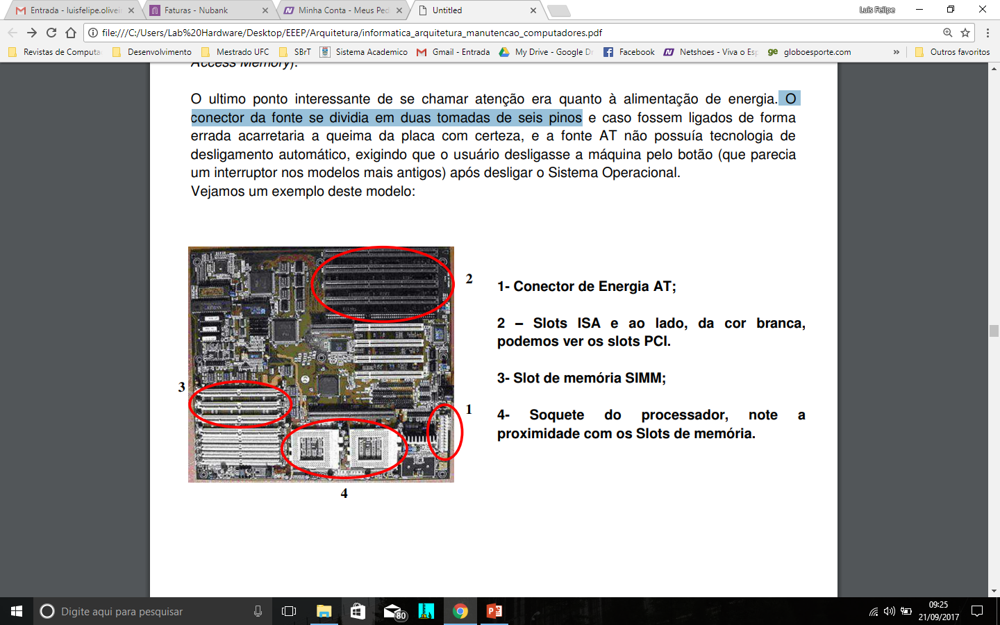 Entrada - luisfelipe.olivei
Faturas - Nubank
Minha Conta - Meus Ped
Untitled
Luis Felipe
file:///C:/Users/Lab%20Hardware/Desktop/EEEP/Arquitetura/informatica_arquitetura_manutencao_computadores.pdf
Revistas de Computa
Desenvolvimento
Mestrado UFC
SBrT
Sistema Academico
Gmail - Entrada
My Drive - Google Dr
Facebook
Netshoes - Viva o Esp
ge globoesporte.com
»
Outros favoritos
Access Memory).
O ultimo ponto interessante de se chamar atenção era quanto à alimentação de energia. O
conector da fonte se dividia em duas tomadas de seis pinos e caso fossem ligados de forma
errada acarretaria a queima da placa com certeza, e a fonte AT não possuía tecnologia de
desligamento automático, exigindo que o usuário desligasse a máquina pelo botão (que parecia
um interruptor nos modelos mais antigos) após desligar o Sistema Operacional.
Vejamos um exemplo deste modelo:
2
3
1
4
1- Conector de Energia AT;
2 – Slots ISA e ao lado, da cor branca,
podemos ver os slots PCI.
3- Slot de memória SIMM;
4- Soquete do processador, note a
proximidade com os Slots de memória.
Digite aqui para pesquisar
80
09:25
21/09/2017